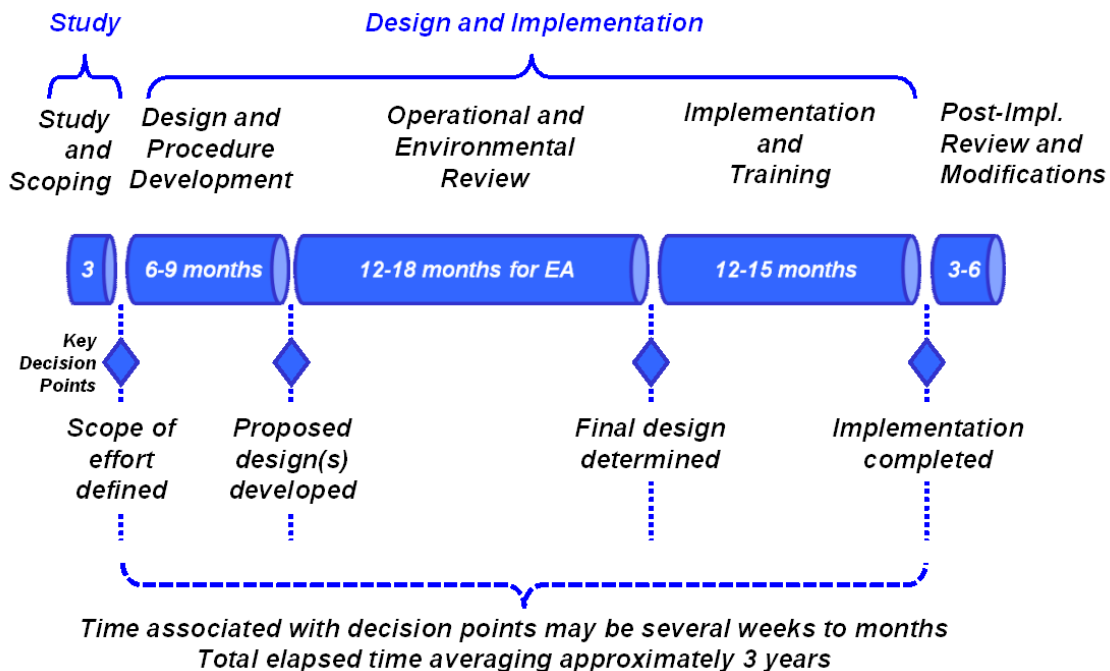 Study
Design and Implementation
Study
and
Scoping
Design and
Procedure
Development
Operational and
Environmental
Review
Implementation
and
Training
Post-Impl.
Review and
Modifications
3
6-9 months
12-18 months for EA
12-15 months
3-6
Key
Decision
Points
Scope of
effort
defined
Proposed
design(s)
developed
Final design
determined
Implementation
completed
Time associated with decision points may be several weeks to months
Total elapsed time averaging approximately 3 years